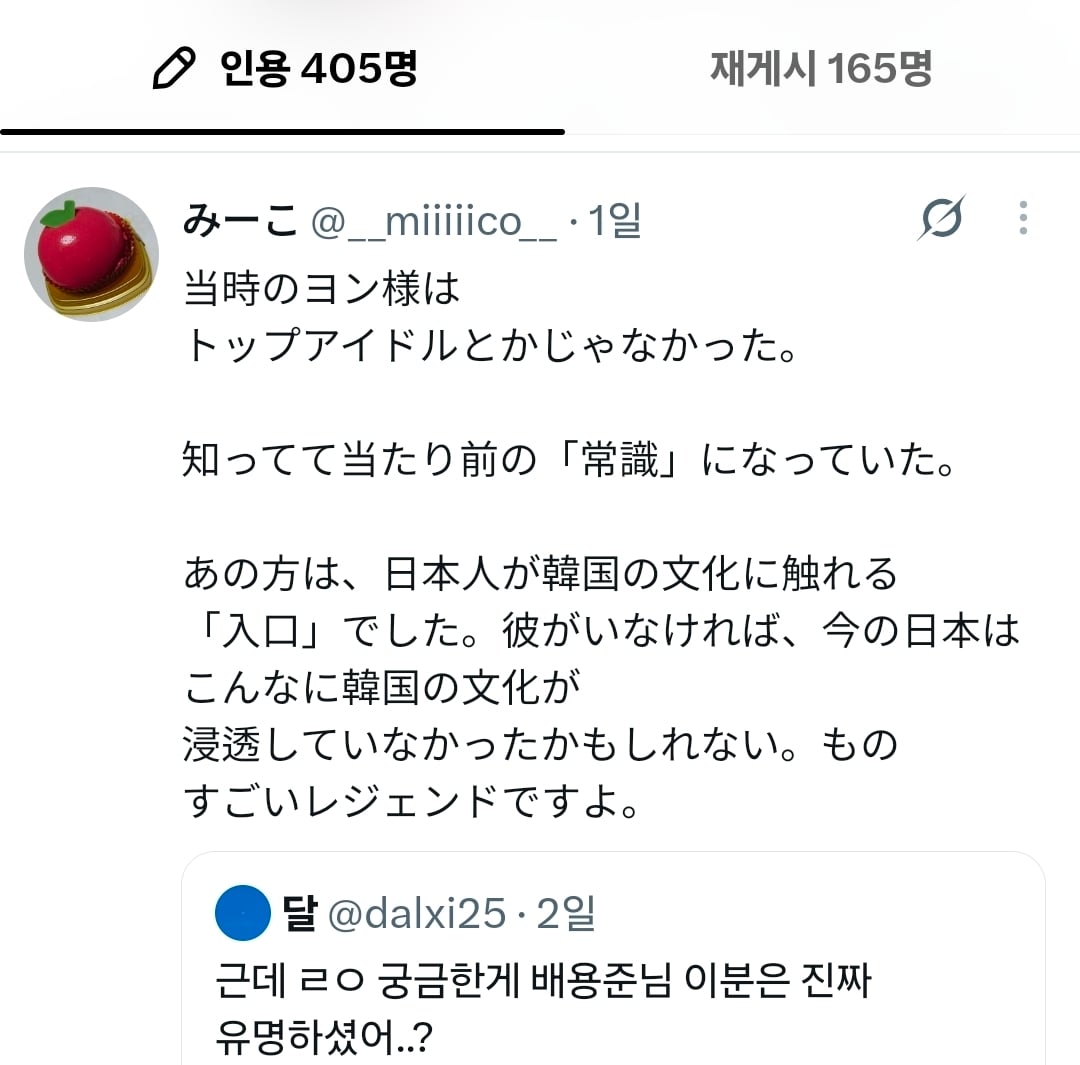 인용 405명
재게시 165명
みーこ @__miiiiico__ · 1일
当時のヨン様は
トップアイドルとかじゃなかった。
知ってて当たり前の「常識」になっていた。
あの方は、日本人が韓国の文化に触れる
「入口」でした。彼がいなければ、今の日本は
こんなに韓国の文化が
浸透していなかったかもしれない。もの
すごいレジェンドですよ。
달 @dalxi25 · 2일
근데 ㄹㅇ 궁금한게 배용준님 이분은 진짜
유명하셨어..?